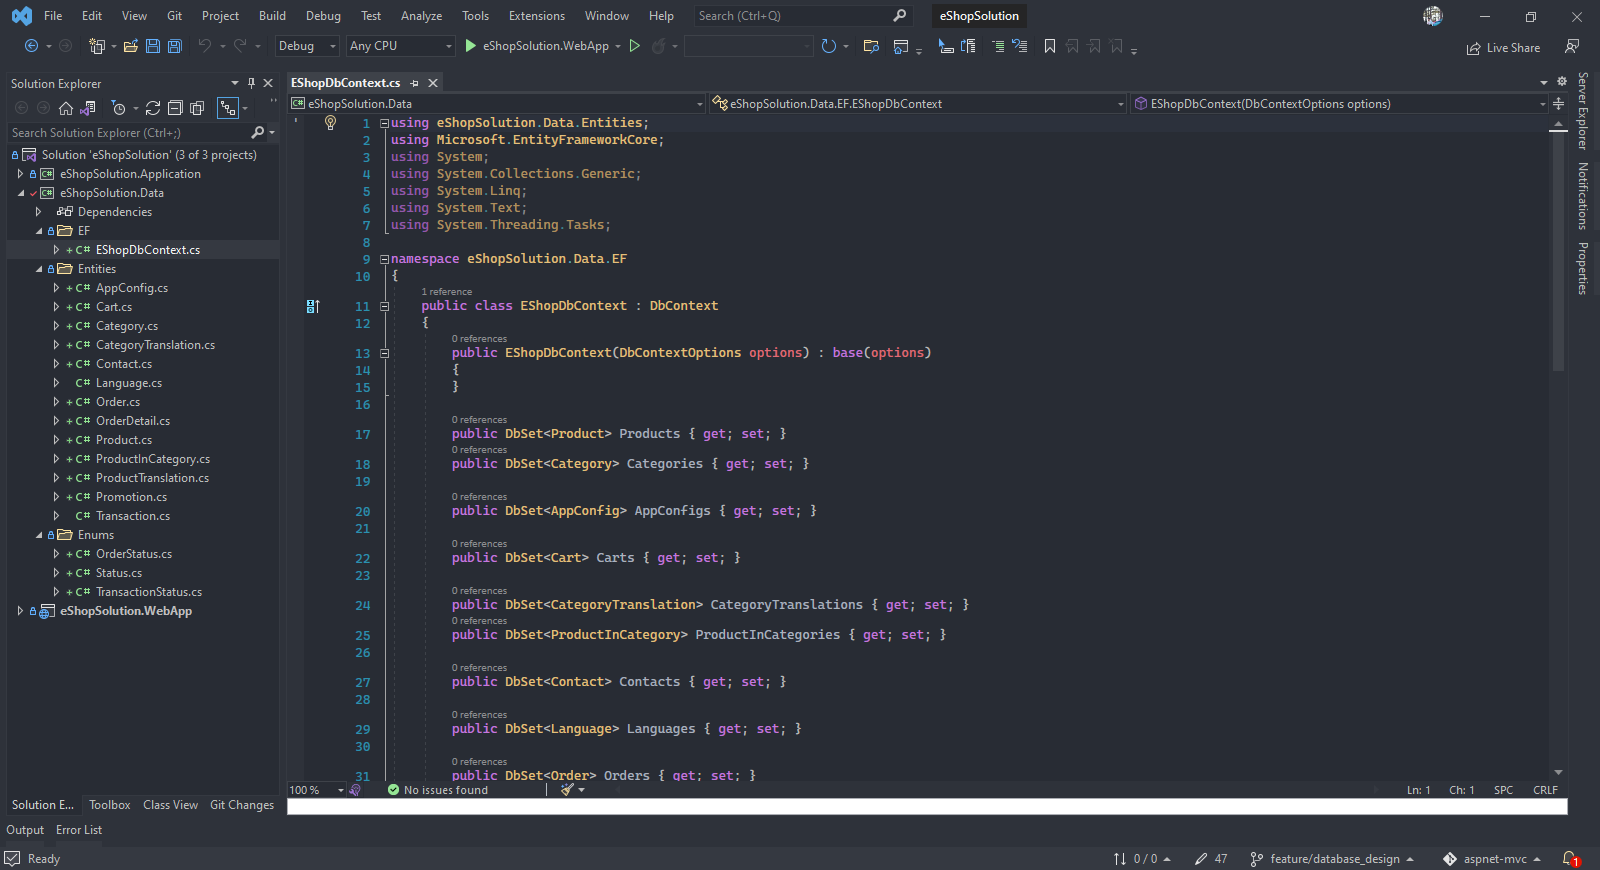 File Edit View Git Project Build Debug Test Analyze Tools Extensions Window Help Search (Ctrl+Q) eShopSolution
Debug Any CPU eShopSolution.WebApp Live Share
Solution Explorer
Search Solution Explorer (Ctrl+;)
Solution 'eShopSolution' (3 of 3 projects)
eShopSolution.Application
eShopSolution.Data
Dependencies
EF
EShopDbContext.cs
Entities
AppConfig.cs
Cart.cs
Category.cs
CategoryTranslation.cs
Contact.cs
Language.cs
Order.cs
OrderDetail.cs
Product.cs
ProductInCategory.cs
ProductTranslation.cs
Promotion.cs
Transaction.cs
Enums
OrderStatus.cs
Status.cs
TransactionStatus.cs
eShopSolution.WebApp
Solution E... Toolbox Class View Git Changes
EShopDbContext.cs
eShopSolution.Data eShopSolution.Data.EF.EShopDbContext EShopDbContext(DbContextOptions options)
1 using eShopSolution.Data.Entities;
2 using Microsoft.EntityFrameworkCore;
3 using System;
4 using System.Collections.Generic;
5 using System.Linq;
6 using System.Text;
7 using System.Threading.Tasks;
8
9 namespace eShopSolution.Data.EF
10 {
1 reference
11 public class EShopDbContext : DbContext
12 {
0 references
13 public EShopDbContext(DbContextOptions options) : base(options)
14 {
15 }
16
0 references
17 public DbSet<Product> Products { get; set; }
0 references
18 public DbSet<Category> Categories { get; set; }
19
0 references
20 public DbSet<AppConfig> AppConfigs { get; set; }
21
0 references
22 public DbSet<Cart> Carts { get; set; }
23
0 references
24 public DbSet<CategoryTranslation> CategoryTranslations { get; set; }
0 references
25 public DbSet<ProductInCategory> ProductInCategories { get; set; }
26
0 references
27 public DbSet<Contact> Contacts { get; set; }
28
0 references
29 public DbSet<Language> Languages { get; set; }
30
0 references
31 public DbSet<Order> Orders { get; set; }
100 % No issues found Ln: 1 Ch: 1 SPC CRLF
Server Explorer
Notifications
Properties
Output Error List
Ready 0 / 0 47 feature/database_design aspnet-mvc 1